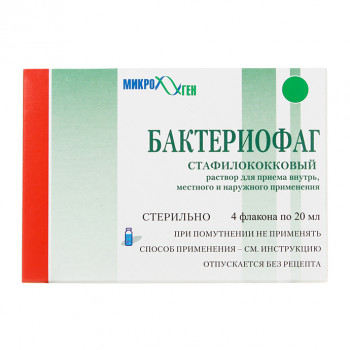 МИКРОГЕН
БАКТЕРИОФАГ
СТАФИЛОКОККОВЫЙ
раствор для приема внутрь,
местного и наружного применения
СТЕРИЛЬНО 4 флакона по 20 мл
ПРИ ПОМУТНЕНИИ НЕ ПРИМЕНЯТЬ
СПОСОБ ПРИМЕНЕНИЯ – СМ. ИНСТРУКЦИЮ
ОТПУСКАЕТСЯ БЕЗ РЕЦЕПТА